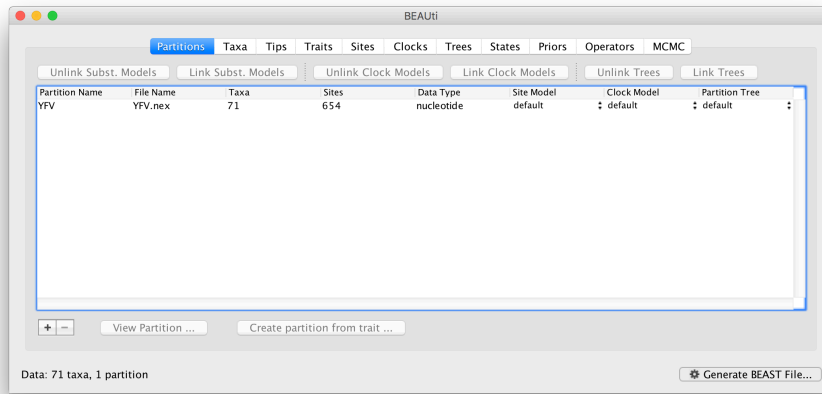 BEAUti
Partitions Taxa Tips Traits Sites Clocks Trees States Priors Operators MCMC
Unlink Subst. Models Link Subst. Models Unlink Clock Models Link Clock Models Unlink Trees Link Trees
Partition Name File Name Taxa Sites Data Type Site Model Clock Model Partition Tree
YFV YFV.nex 71 654 nucleotide default default default
+ − View Partition ... Create partition from trait ...
Data: 71 taxa, 1 partition Generate BEAST File...